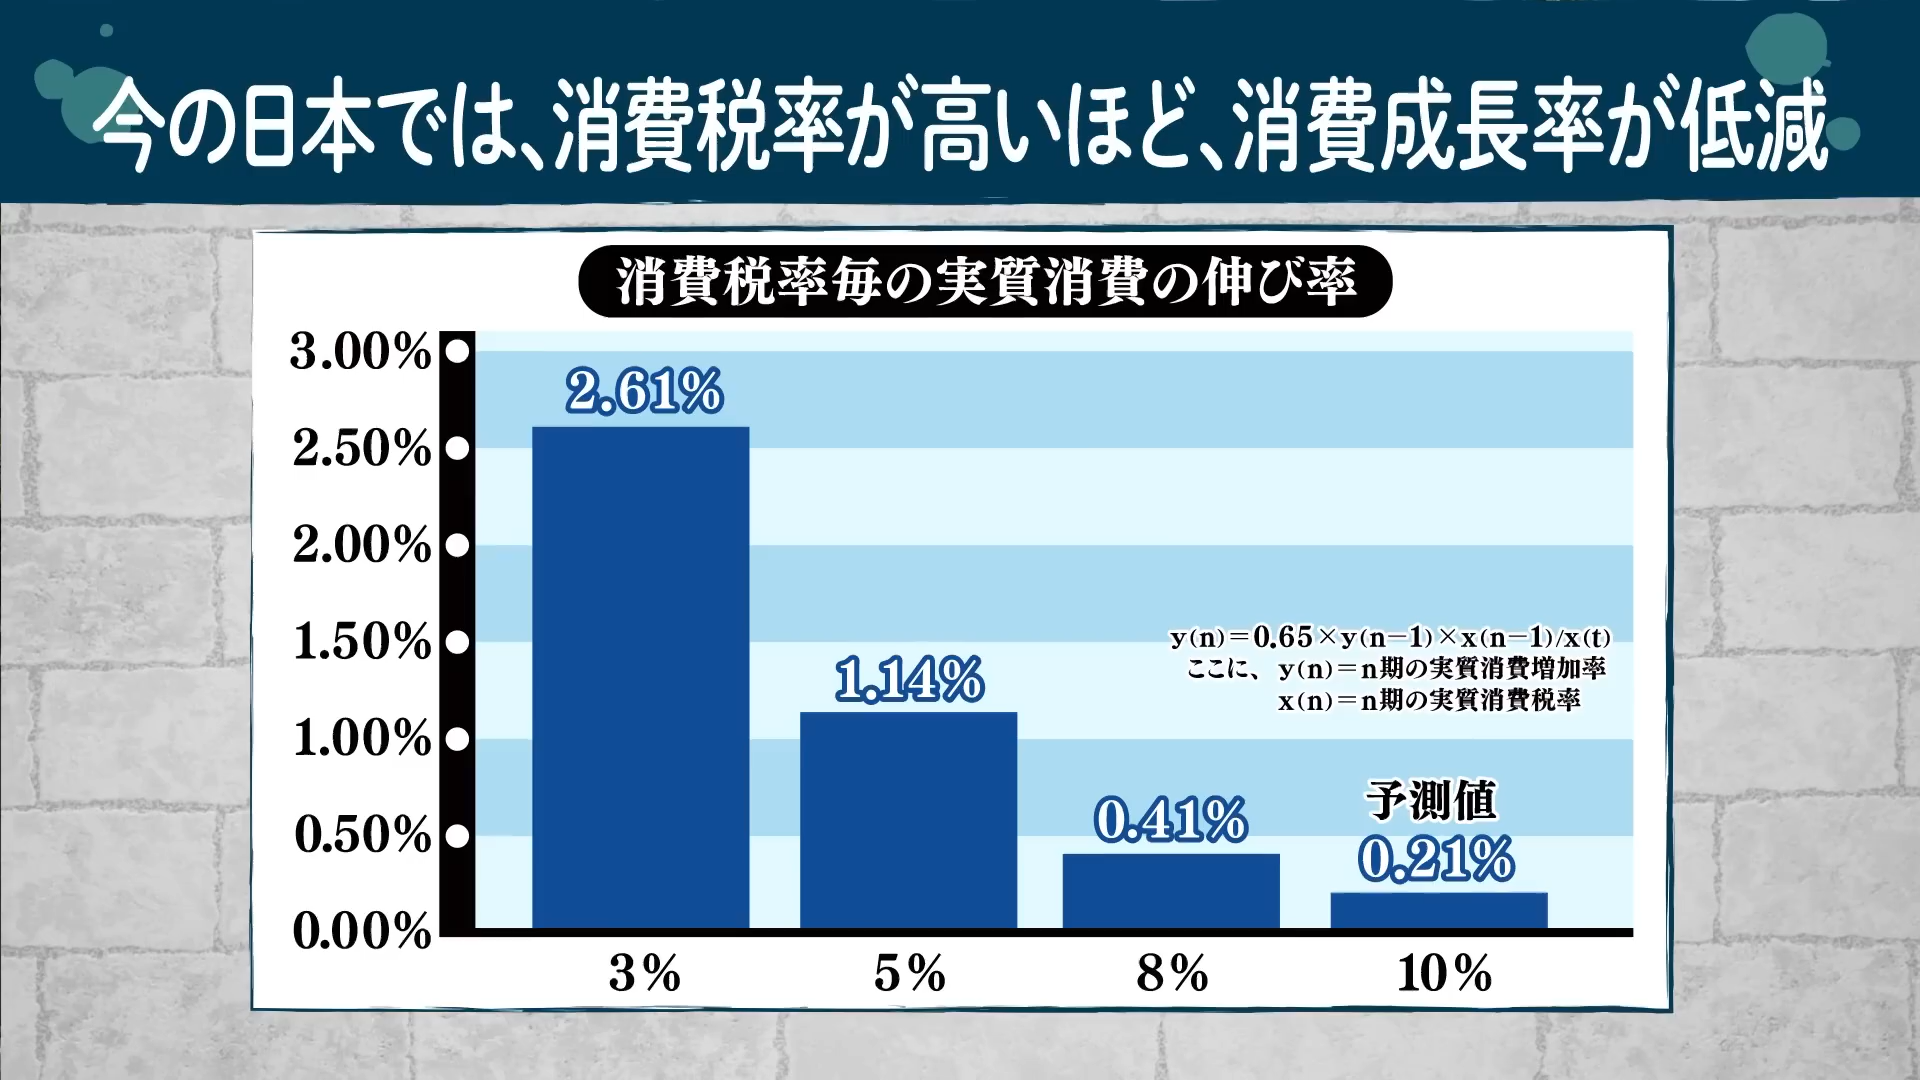 今の日本では、消費税率が高いほど、消費成長率が低減
消費税率毎の実質消費の伸び率
3.00%
2.50%
2.00%
1.50%
1.00%
0.50%
0.00%
2.61%
1.14%
0.41%
予測値
0.21%
y(n)=0.65×y(n−1)×x(n−1)/x(t)
ここに、 y(n)=n期の実質消費増加率
x(n)=n期の実質消費税率
3%
5%
8%
10%